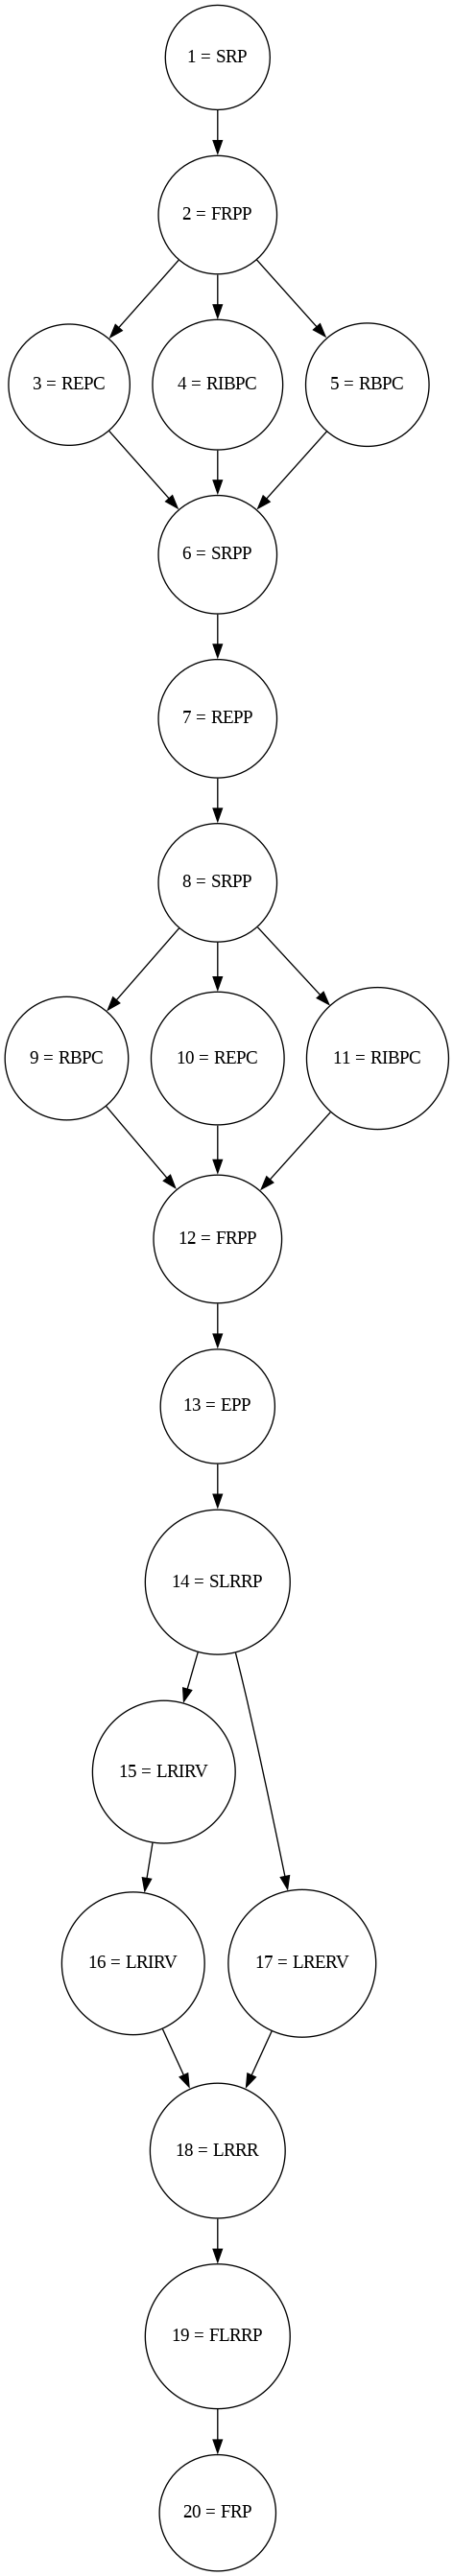 1 = SRP
2 = FRPP
3 = REPC
4 = RIBPC
5 = RBPC
6 = SRPP
7 = REPP
8 = SRPP
9 = RBPC
10 = REPC
11 = RIBPC
12 = FRPP
13 = EPP
14 = SLRRP
15 = LRIRV
16 = LRIRV
17 = LRERV
18 = LRRR
19 = FLRRP
20 = FRP